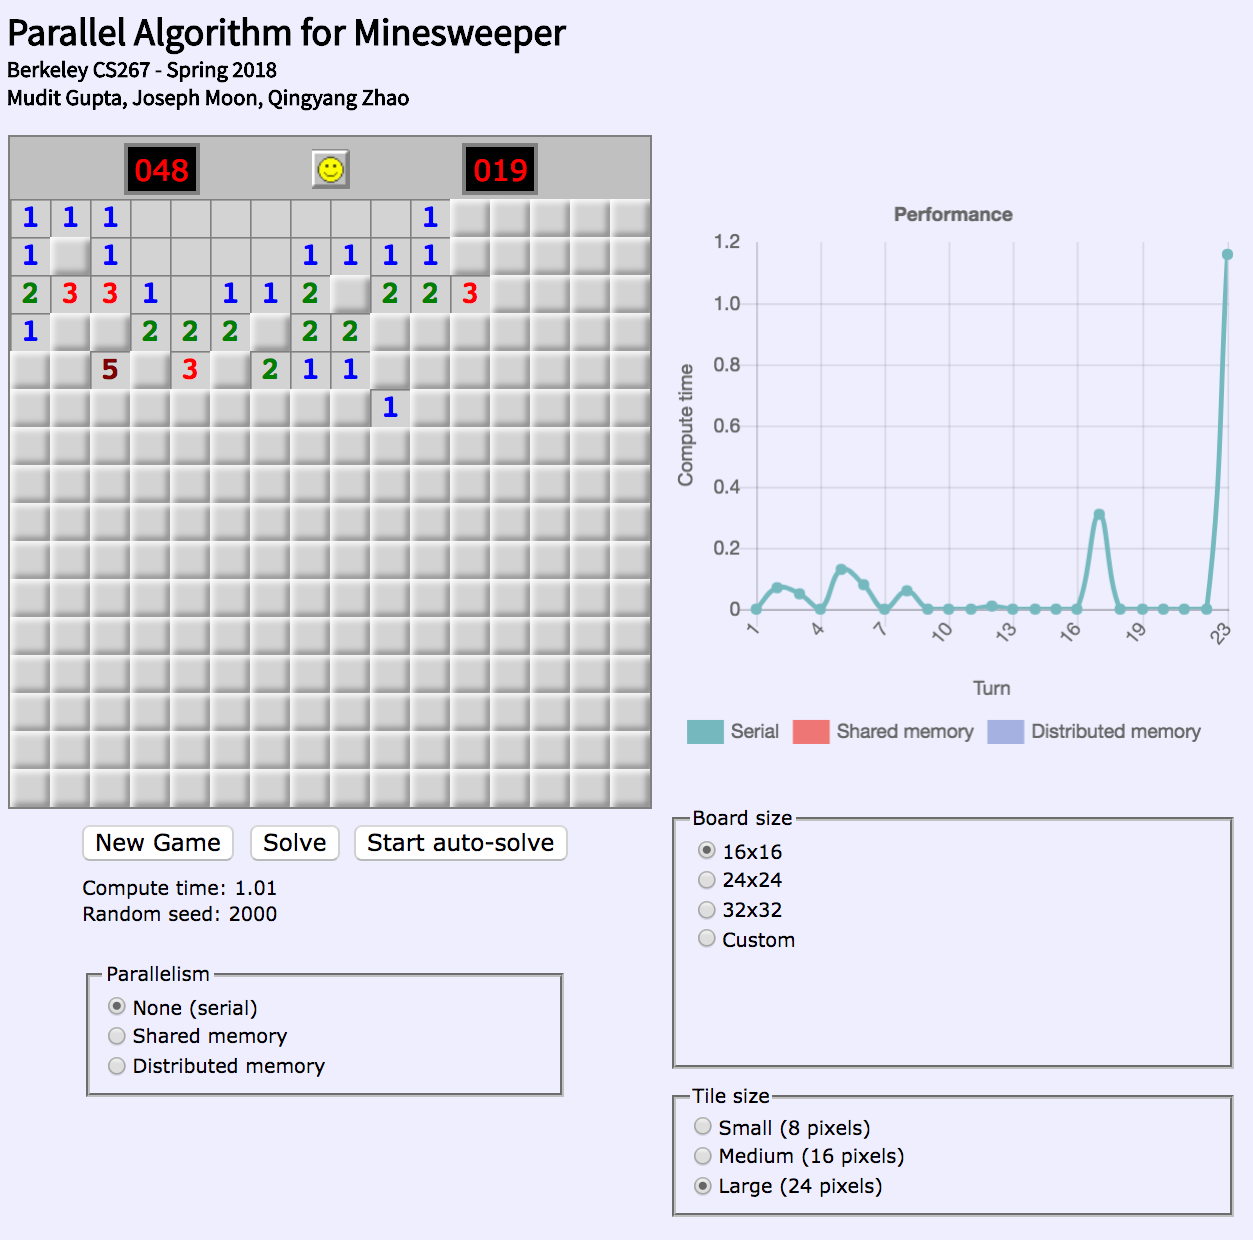 Parallel Algorithm for Minesweeper
Berkeley CS267 - Spring 2018
Mudit Gupta, Joseph Moon, Qingyang Zhao
048 019
1 1 1 1
1 1 1 1 1 1
2 3 3 1 1 1 2 2 2 3
1 2 2 2 2 2
5 3 2 1 1
1
New Game Solve Start auto-solve
Compute time: 1.01
Random seed: 2000
Parallelism
None (serial)
Shared memory
Distributed memory
Performance
Compute time
1.2
1.0
0.8
0.6
0.4
0.2
0
1 4 7 10 13 16 19 23
Turn
Serial Shared memory Distributed memory
Board size
16x16
24x24
32x32
Custom
Tile size
Small (8 pixels)
Medium (16 pixels)
Large (24 pixels)